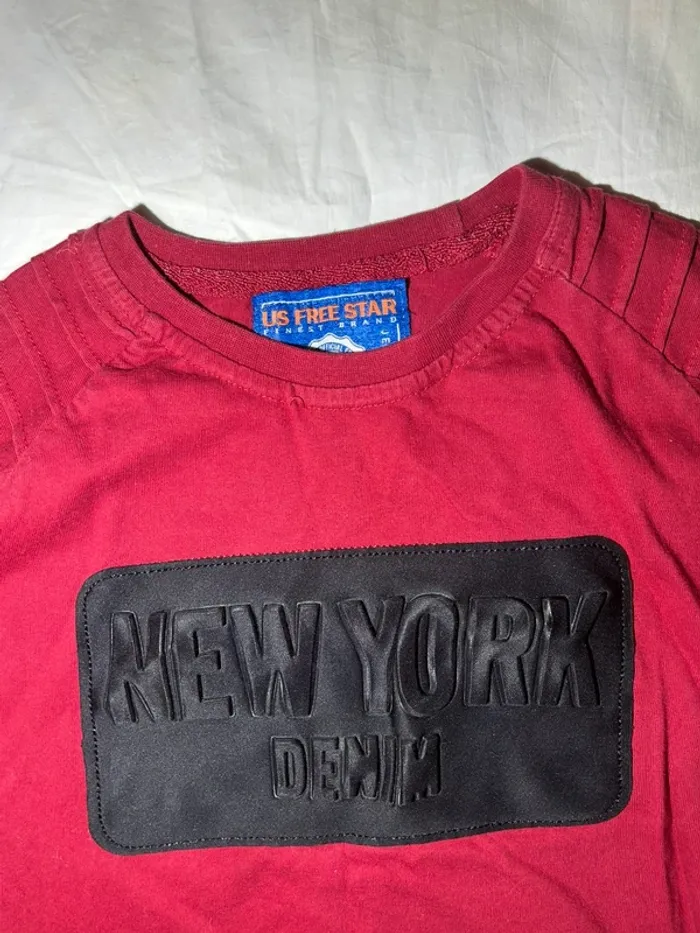 US FREE STAR
FINEST BRAND
L
NEW YORK
DENIM